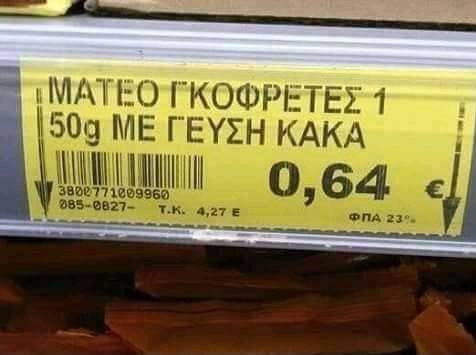 ΜΑΤΕΟ ΓΚΟΦΡΕΤΕΣ 1
50g ΜΕ ΓΕΥΣΗ ΚΑΚΑ
3800771009960
085-0827-
Τ.Κ. 4,27 Ε
0,64 €
ΦΠΑ 23%